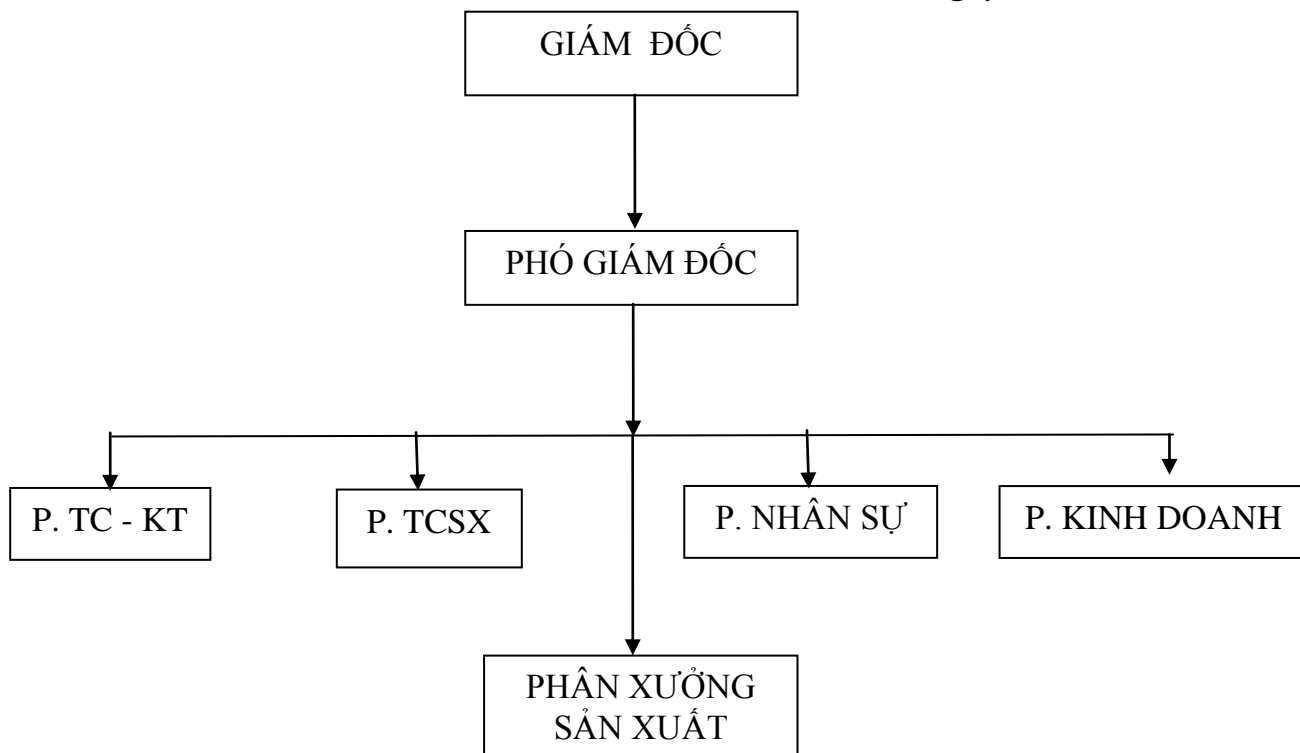 GIÁM ĐỐC
PHÓ GIÁM ĐỐC
P. TC - KT
P. TCSX
P. NHÂN SỰ
P. KINH DOANH
PHÂN XƯỞNG
SẢN XUẤT